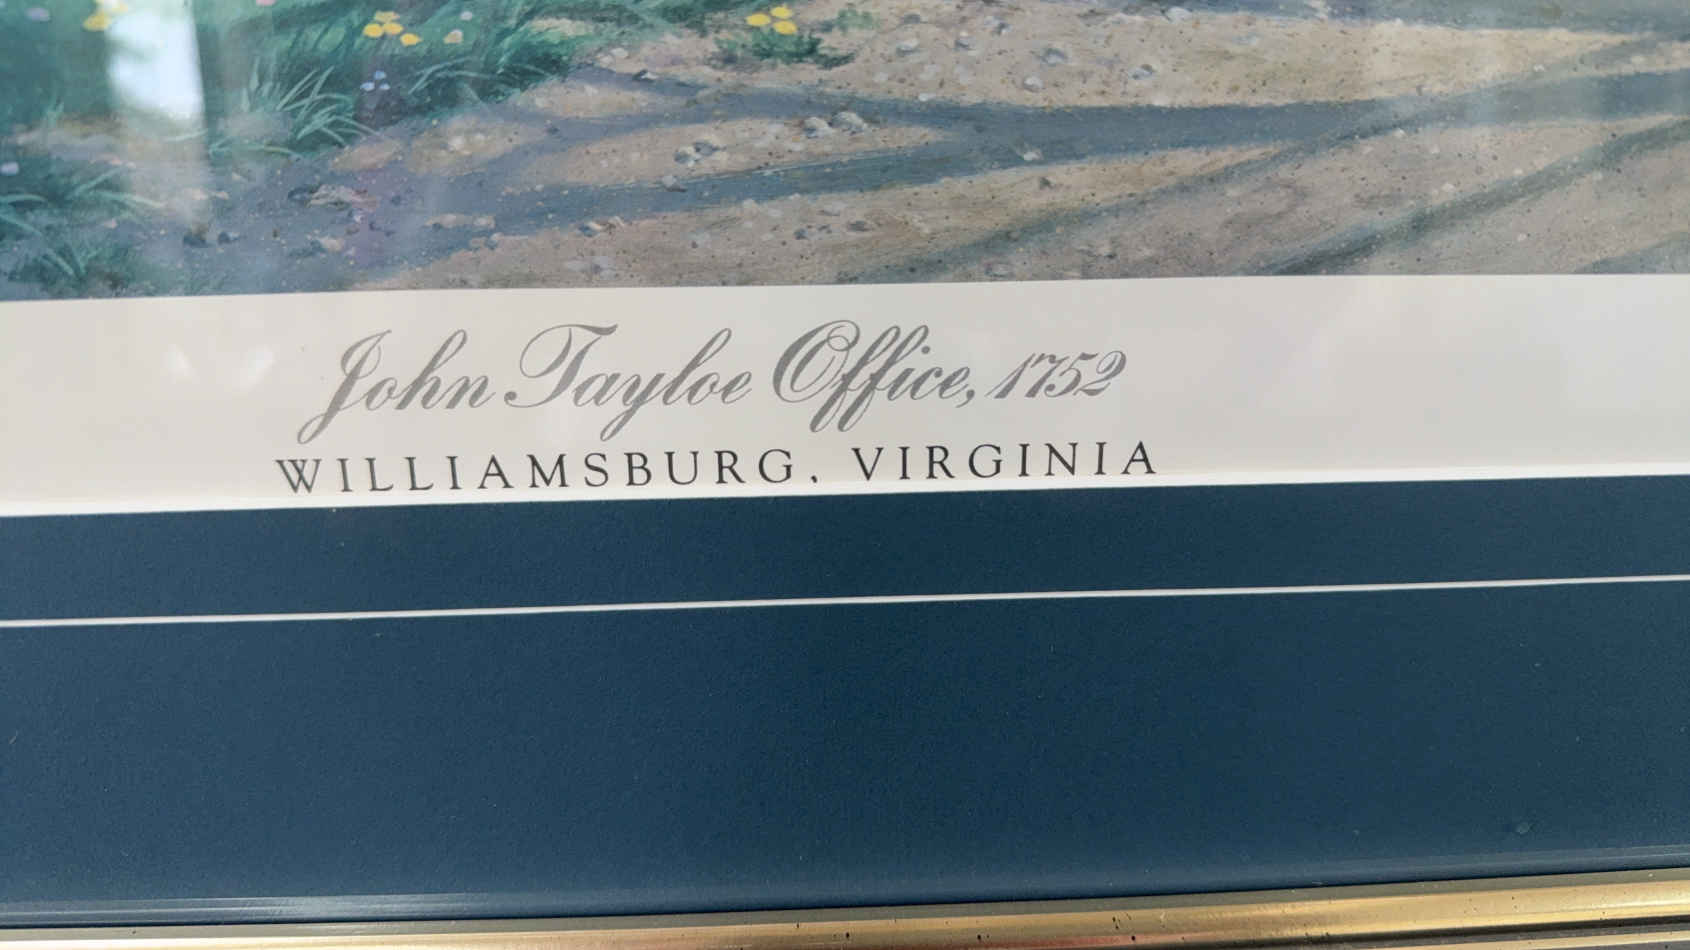 John Tayloe Office, 1752
WILLIAMSBURG, VIRGINIA